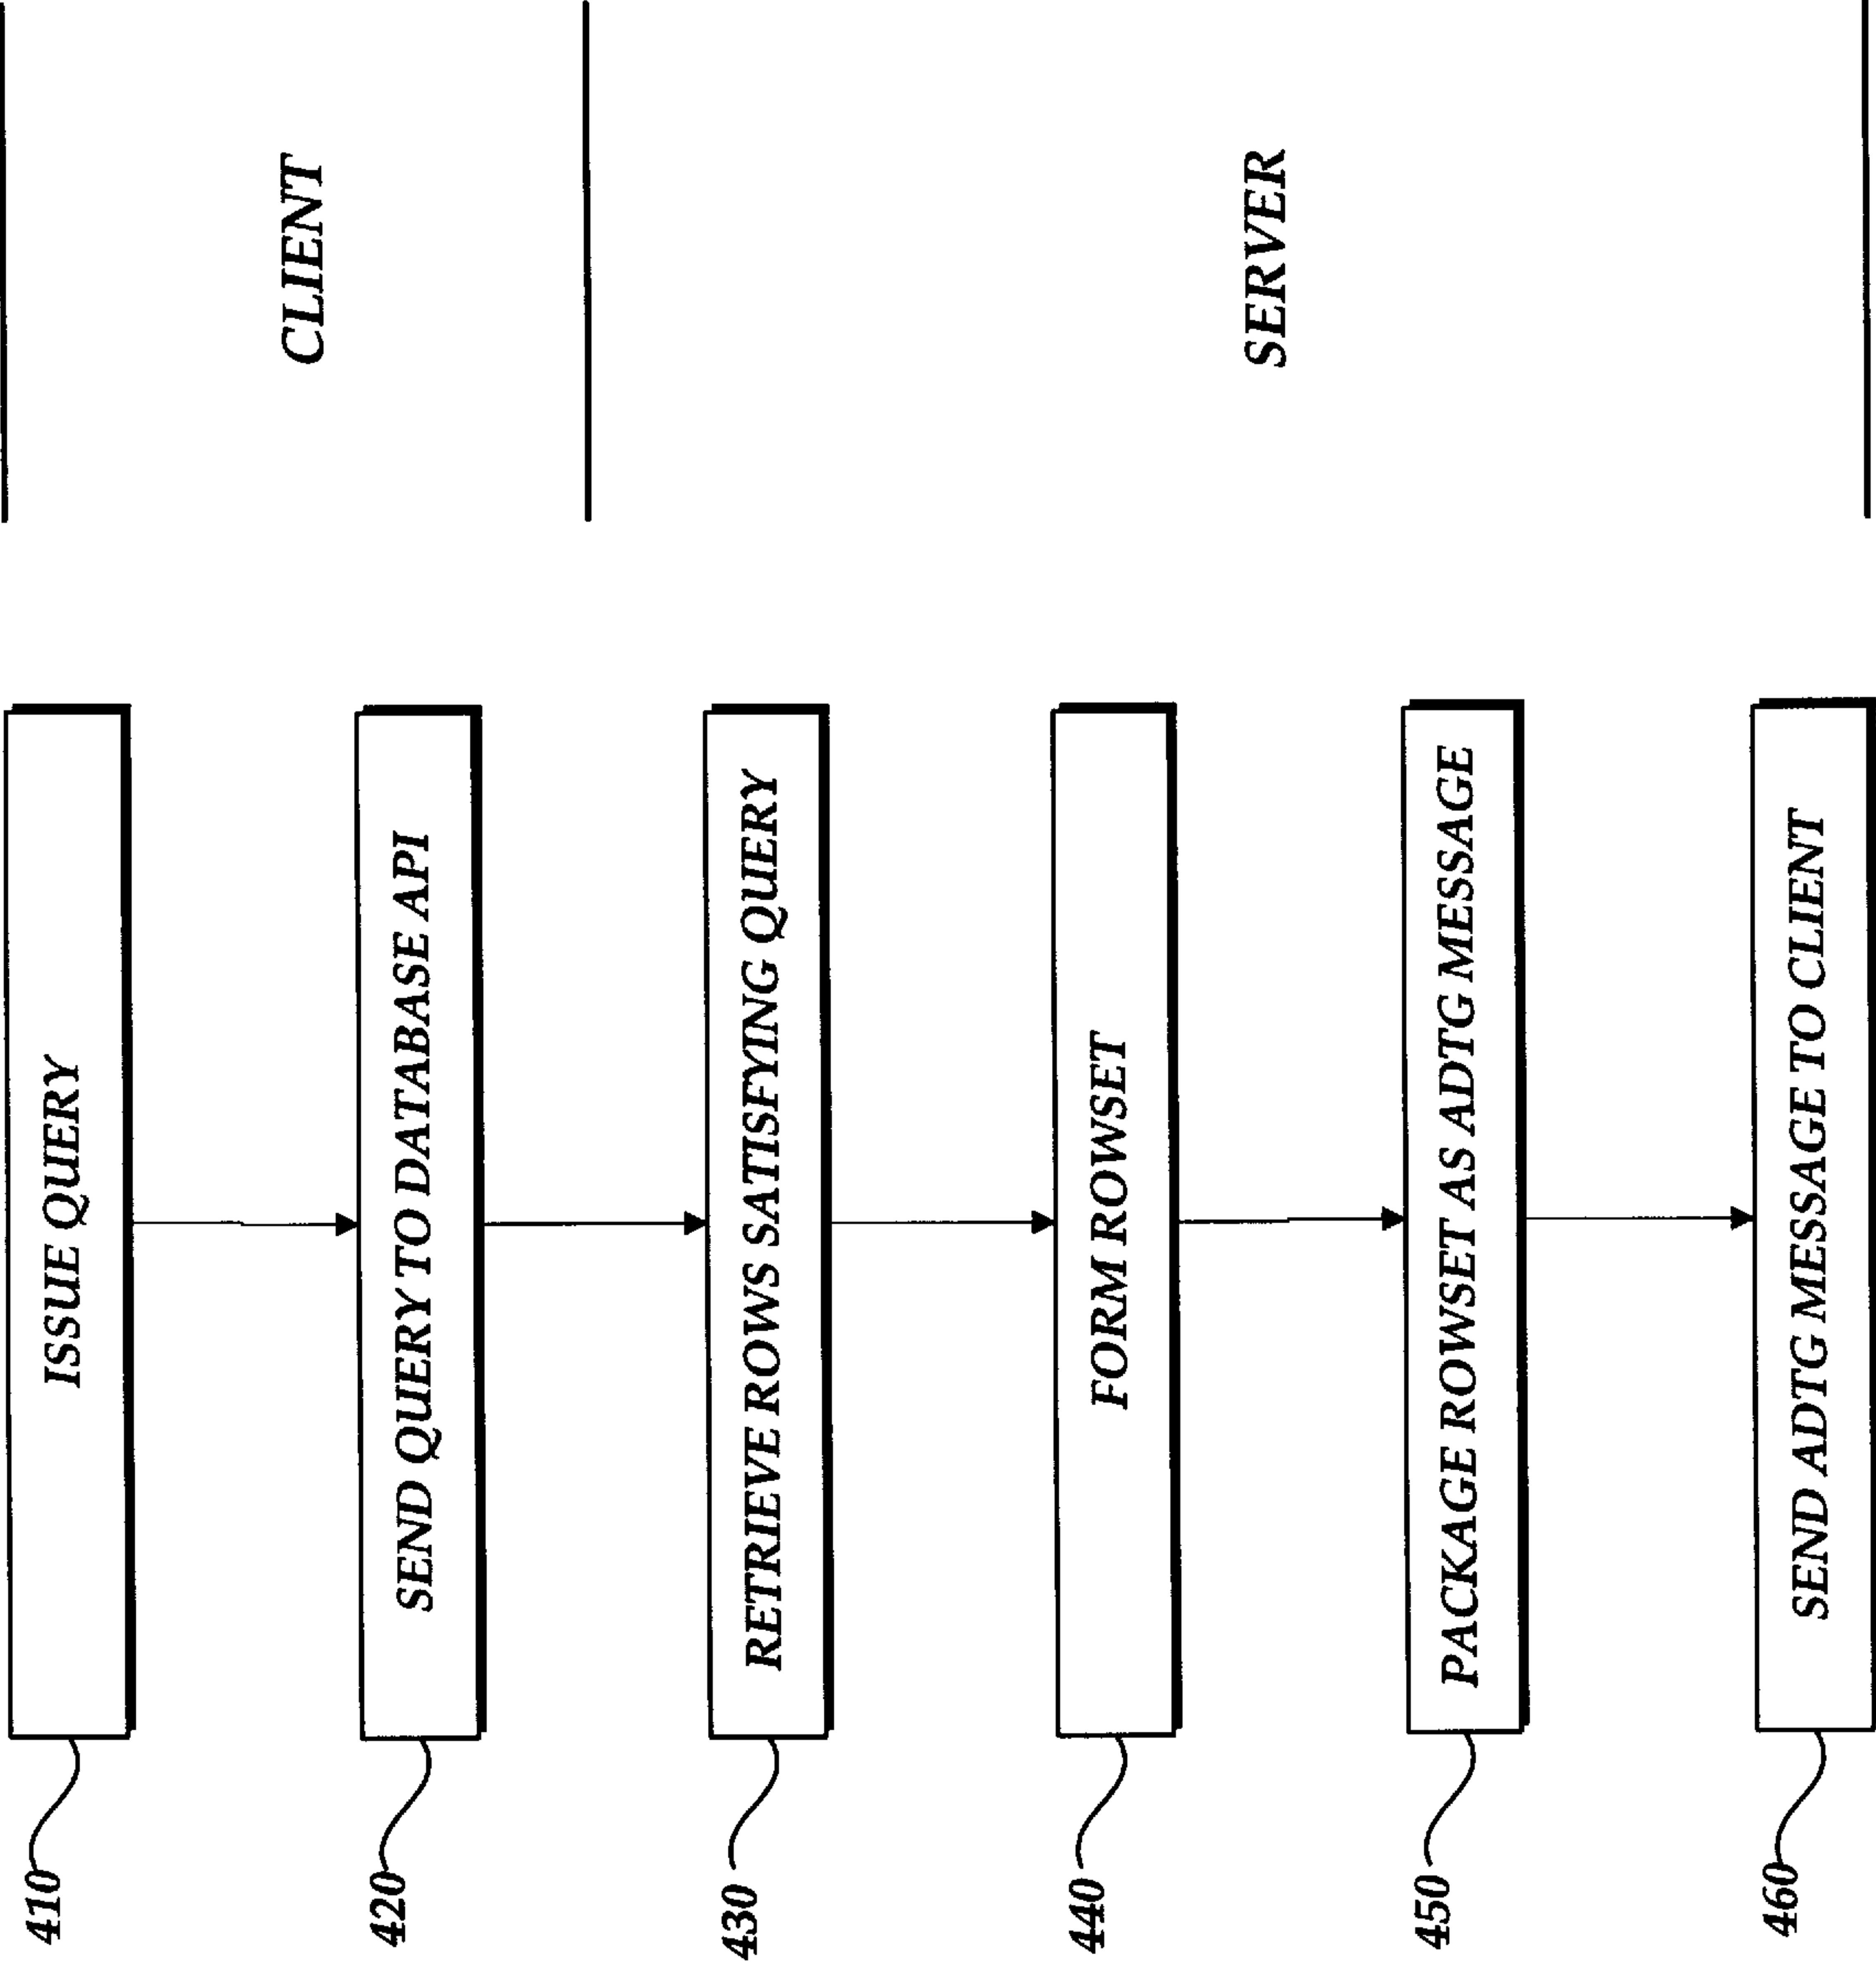 410
ISSUE QUERY
CLIENT
420
SEND QUERY TO DATABASE API
430
RETRIEVE ROWS SATISFYING QUERY
440
FORM ROWSET
SERVER
450
PACKAGE ROWSET AS ADTG MESSAGE
460
SEND ADTG MESSAGE TO CLIENT